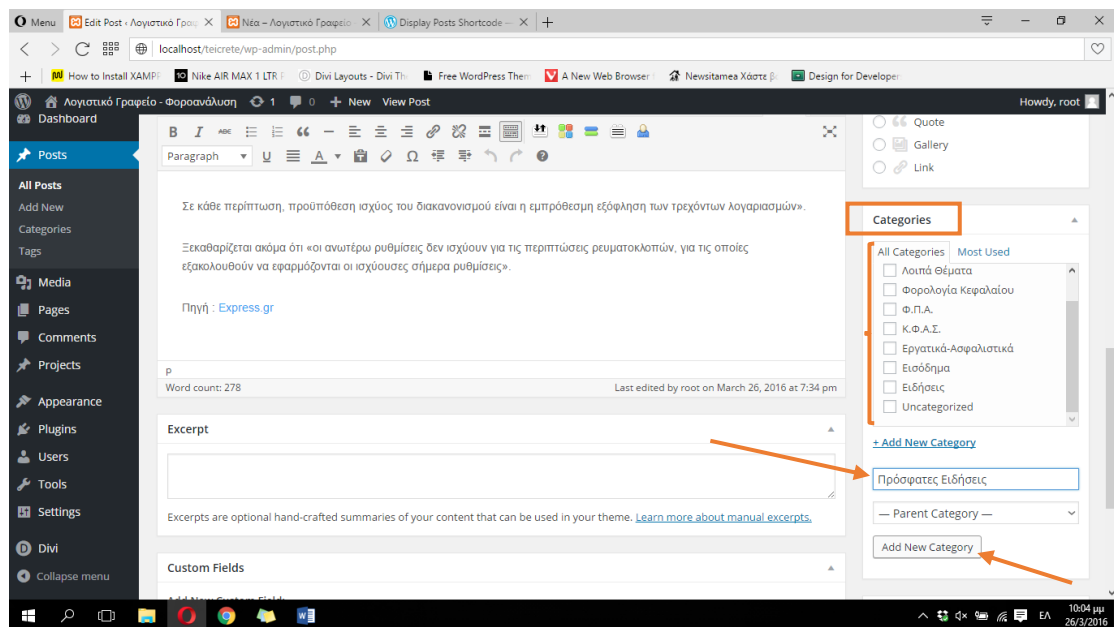 Menu
Edit Post ‹ Λογιστικό Γραφ
Νέα – Λογιστικό Γραφείο -
Display Posts Shortcode —
localhost/teicrete/wp-admin/post.php
How to Install XAMPP
Nike AIR MAX 1 LTR
Divi Layouts - Divi The
Free WordPress Them
A New Web Browser
Newsitamea Χάστε β
Design for Developer
Λογιστικό Γραφείο - Φοροανάλυση
1
0
New
View Post
Howdy, root
Dashboard
Posts
All Posts
Add New
Categories
Tags
Media
Pages
Comments
Projects
Appearance
Plugins
Users
Tools
Settings
Divi
Collapse menu
B I ABC
Paragraph
U A Ω
Σε κάθε περίπτωση, προϋπόθεση ισχύος του διακανονισμού είναι η εμπρόθεσμη εξόφληση των τρεχόντων λογαριασμών».
Ξεκαθαρίζεται ακόμα ότι «οι ανωτέρω ρυθμίσεις δεν ισχύουν για τις περιπτώσεις ρευματοκλοπών, για τις οποίες
εξακολουθούν να εφαρμόζονται οι ισχύουσες σήμερα ρυθμίσεις».
Πηγή : Express.gr
p
Word count: 278
Last edited by root on March 26, 2016 at 7:34 pm
Excerpt
Excerpts are optional hand-crafted summaries of your content that can be used in your theme. Learn more about manual excerpts.
Custom Fields
Add New Custom Field:
Quote
Gallery
Link
Categories
All Categories
Most Used
Λοιπά Θέματα
Φορολογία Κεφαλαίου
Φ.Π.Α.
Κ.Φ.Α.Σ.
Εργατικά-Ασφαλιστικά
Εισόδημα
Ειδήσεις
Uncategorized
+ Add New Category
Πρόσφατες Ειδήσεις
— Parent Category —
Add New Category
ΕΛ
10:04 μμ
26/3/2016